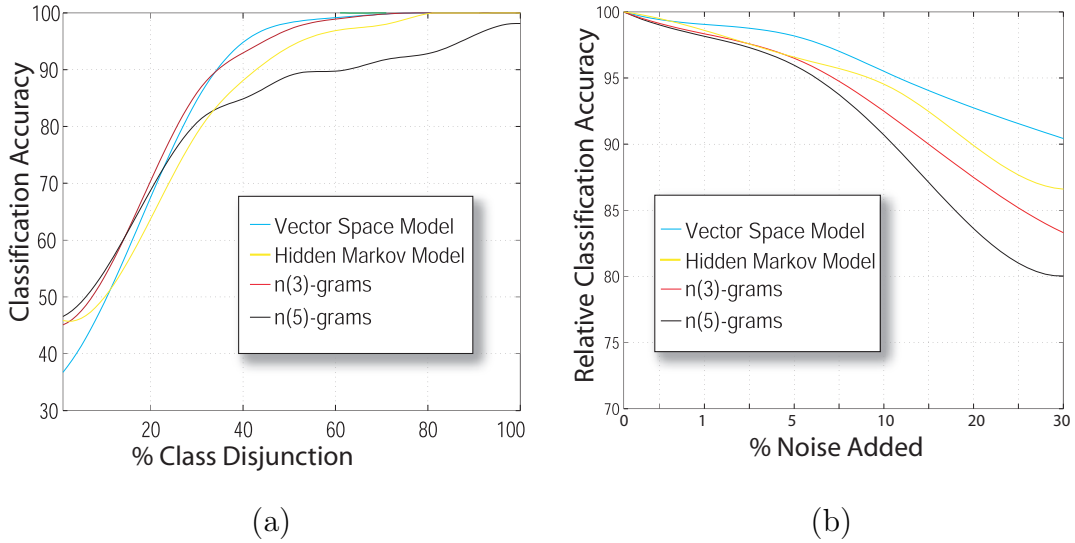 Classification Accuracy
100
90
80
70
60
50
40
30
20
40
60
80
100
% Class Disjunction
Vector Space Model
Hidden Markov Model
n(3)-grams
n(5)-grams
(a)
Relative Classification Accuracy
100
95
90
85
80
75
70
0
1
5
10
20
30
% Noise Added
Vector Space Model
Hidden Markov Model
n(3)-grams
n(5)-grams
(b)